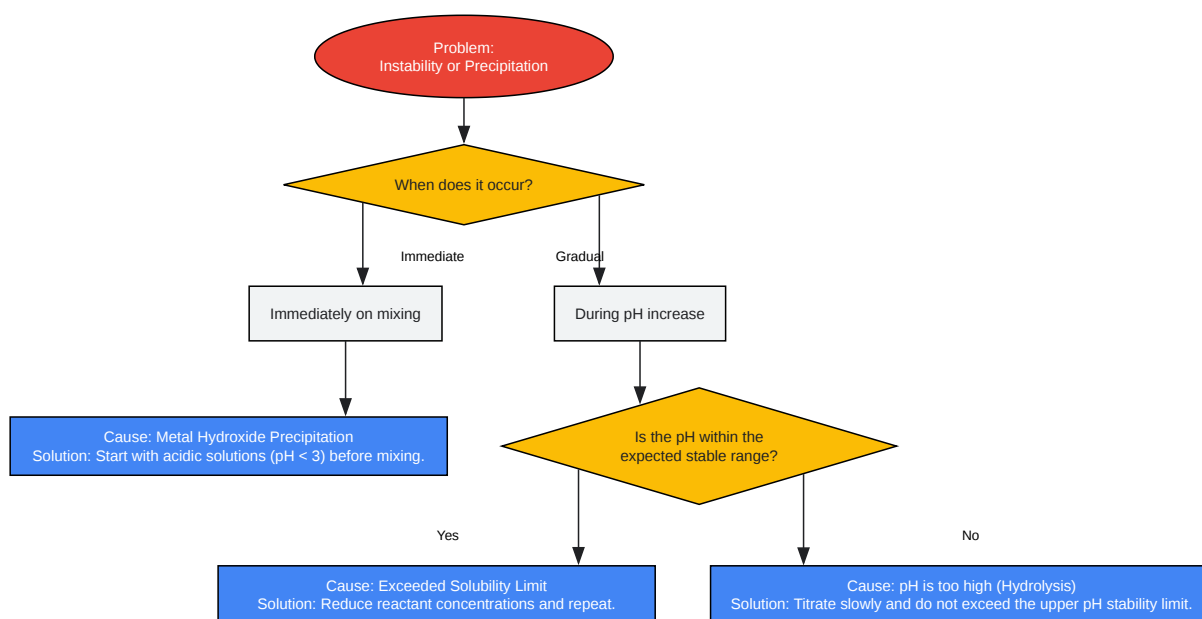 Problem:
Instability or Precipitation
When does it occur?
Immediate
Gradual
Immediately on mixing
During pH increase
Cause: Metal Hydroxide Precipitation
Solution: Start with acidic solutions (pH < 3) before mixing.
Is the pH within the
expected stable range?
Yes
No
Cause: Exceeded Solubility Limit
Solution: Reduce reactant concentrations and repeat.
Cause: pH is too high (Hydrolysis)
Solution: Titrate slowly and do not exceed the upper pH stability limit.